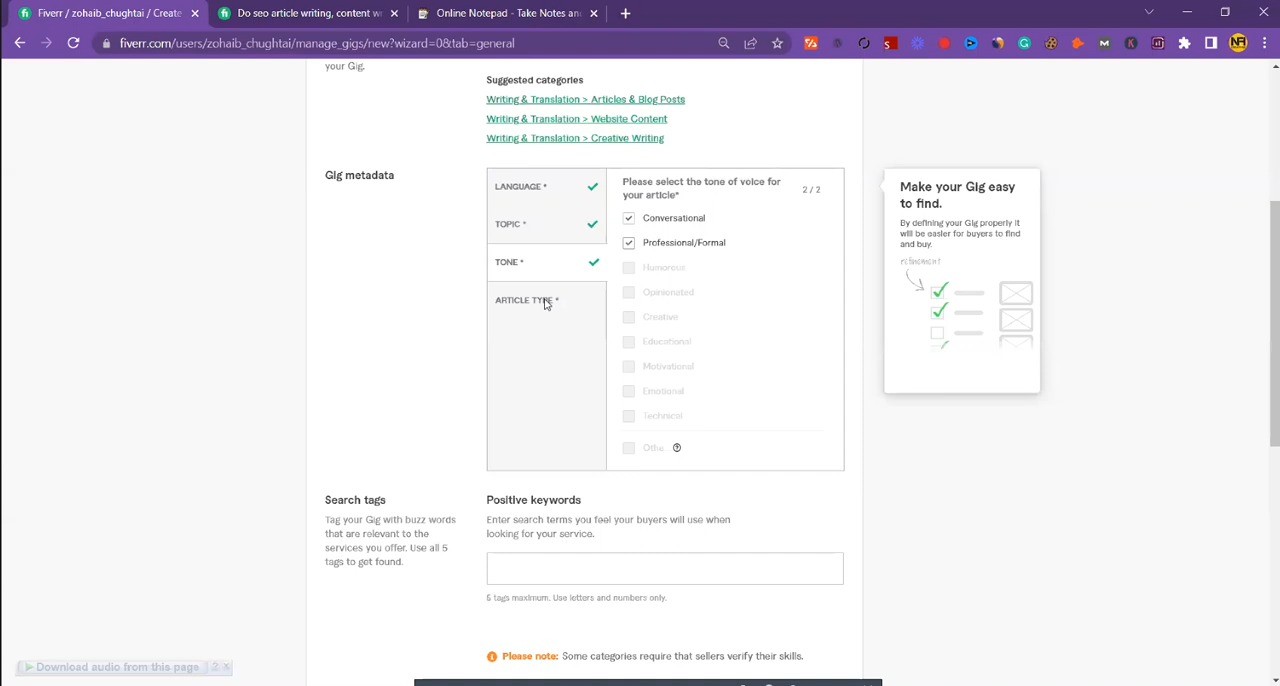 Fiverr / zohaib_chughtai / Create
Do seo article writing, content w
Online Notepad - Take Notes an
fiverr.com/users/zohaib_chughtai/manage_gigs/new?wizard=0&tab=general
your Gig.
Suggested categories
Writing & Translation > Articles & Blog Posts
Writing & Translation > Website Content
Writing & Translation > Creative Writing
Gig metadata
LANGUAGE *
TOPIC *
TONE *
ARTICLE TYPE *
Please select the tone of voice for
your article*
2 / 2
Conversational
Professional/Formal
Humorous
Opinionated
Creative
Educational
Motivational
Emotional
Technical
Othe...
Make your Gig easy
to find.
By defining your Gig properly it
will be easier for buyers to find
and buy.
refinement
Search tags
Tag your Gig with buzz words
that are relevant to the
services you offer. Use all 5
tags to get found.
Positive keywords
Enter search terms you feel your buyers will use when
looking for your service.
5 tags maximum. Use letters and numbers only.
Please note: Some categories require that sellers verify their skills.
Download audio from this page